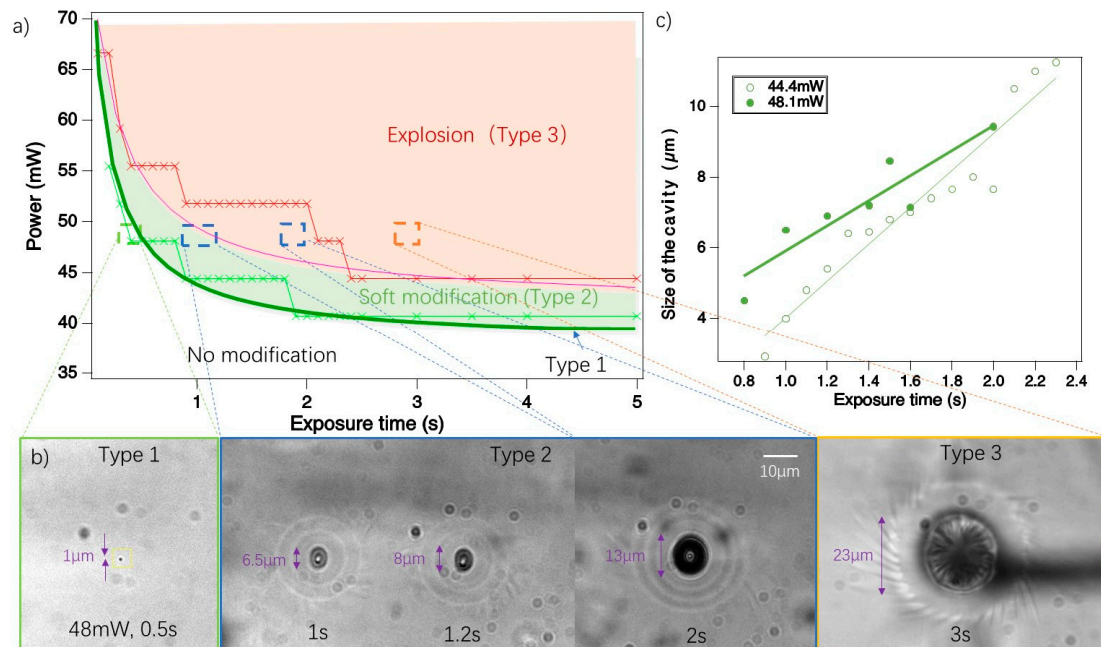 a)
70
65
60
55
50
45
40
35
Power (mW)
Explosion (Type 3)
Soft modification (Type 2)
No modification
Type 1
1
2
3
4
5
Exposure time (s)
c)
44.4mW
48.1mW
10
8
6
4
Size of the cavity (μm)
0.8 1.0 1.2 1.4 1.6 1.8 2.0 2.2 2.4
Exposure time (s)
b)
Type 1
1μm
48mW, 0.5s
Type 2
10μm
6.5μm
8μm
13μm
1s
1.2s
2s
Type 3
23μm
3s